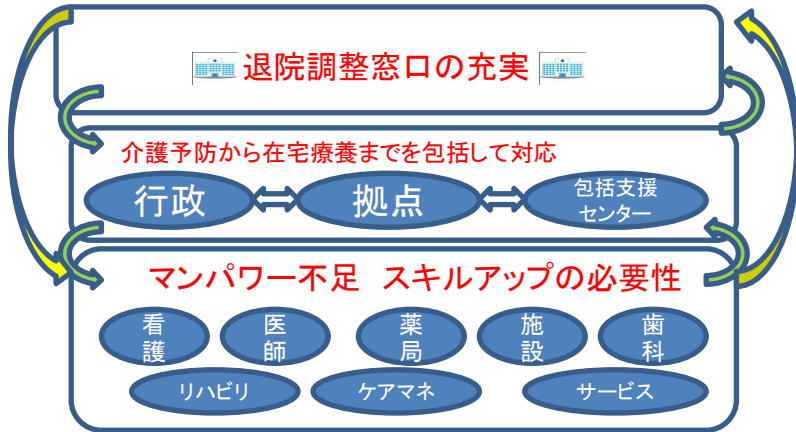 退院調整窓口の充実
介護予防から在宅療養までを包括して対応
行政
拠点
包括支援
センター
マンパワー不足 スキルアップの必要性
看
護
医
師
薬
局
施
設
歯
科
リハビリ
ケアマネ
サービス